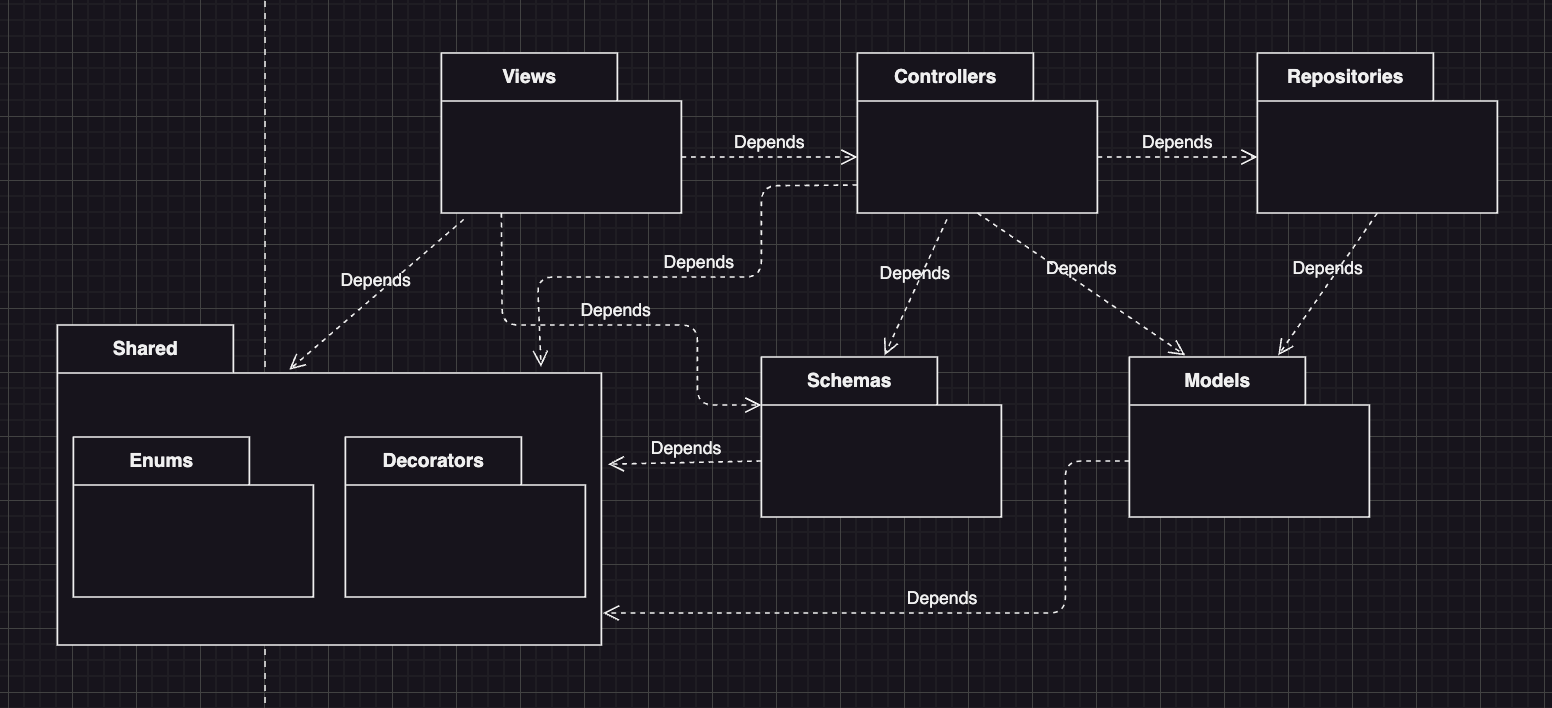 Views
Controllers
Repositories
Depends
Depends
Depends
Depends
Depends
Depends
Depends
Depends
Shared
Schemas
Models
Depends
Enums
Decorators
Depends